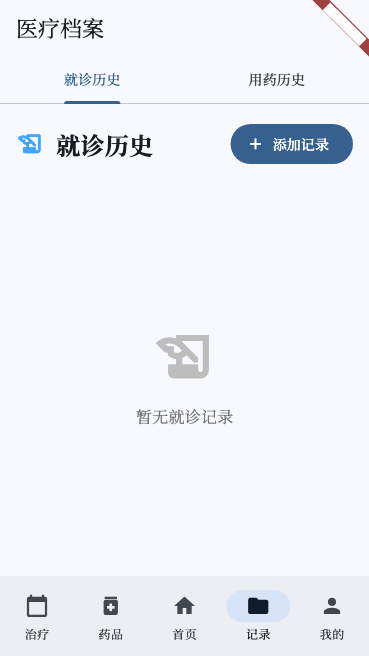 医疗档案
就诊历史 用药历史
就诊历史 + 添加记录
暂无就诊记录
治疗 药品 首页 记录 我的